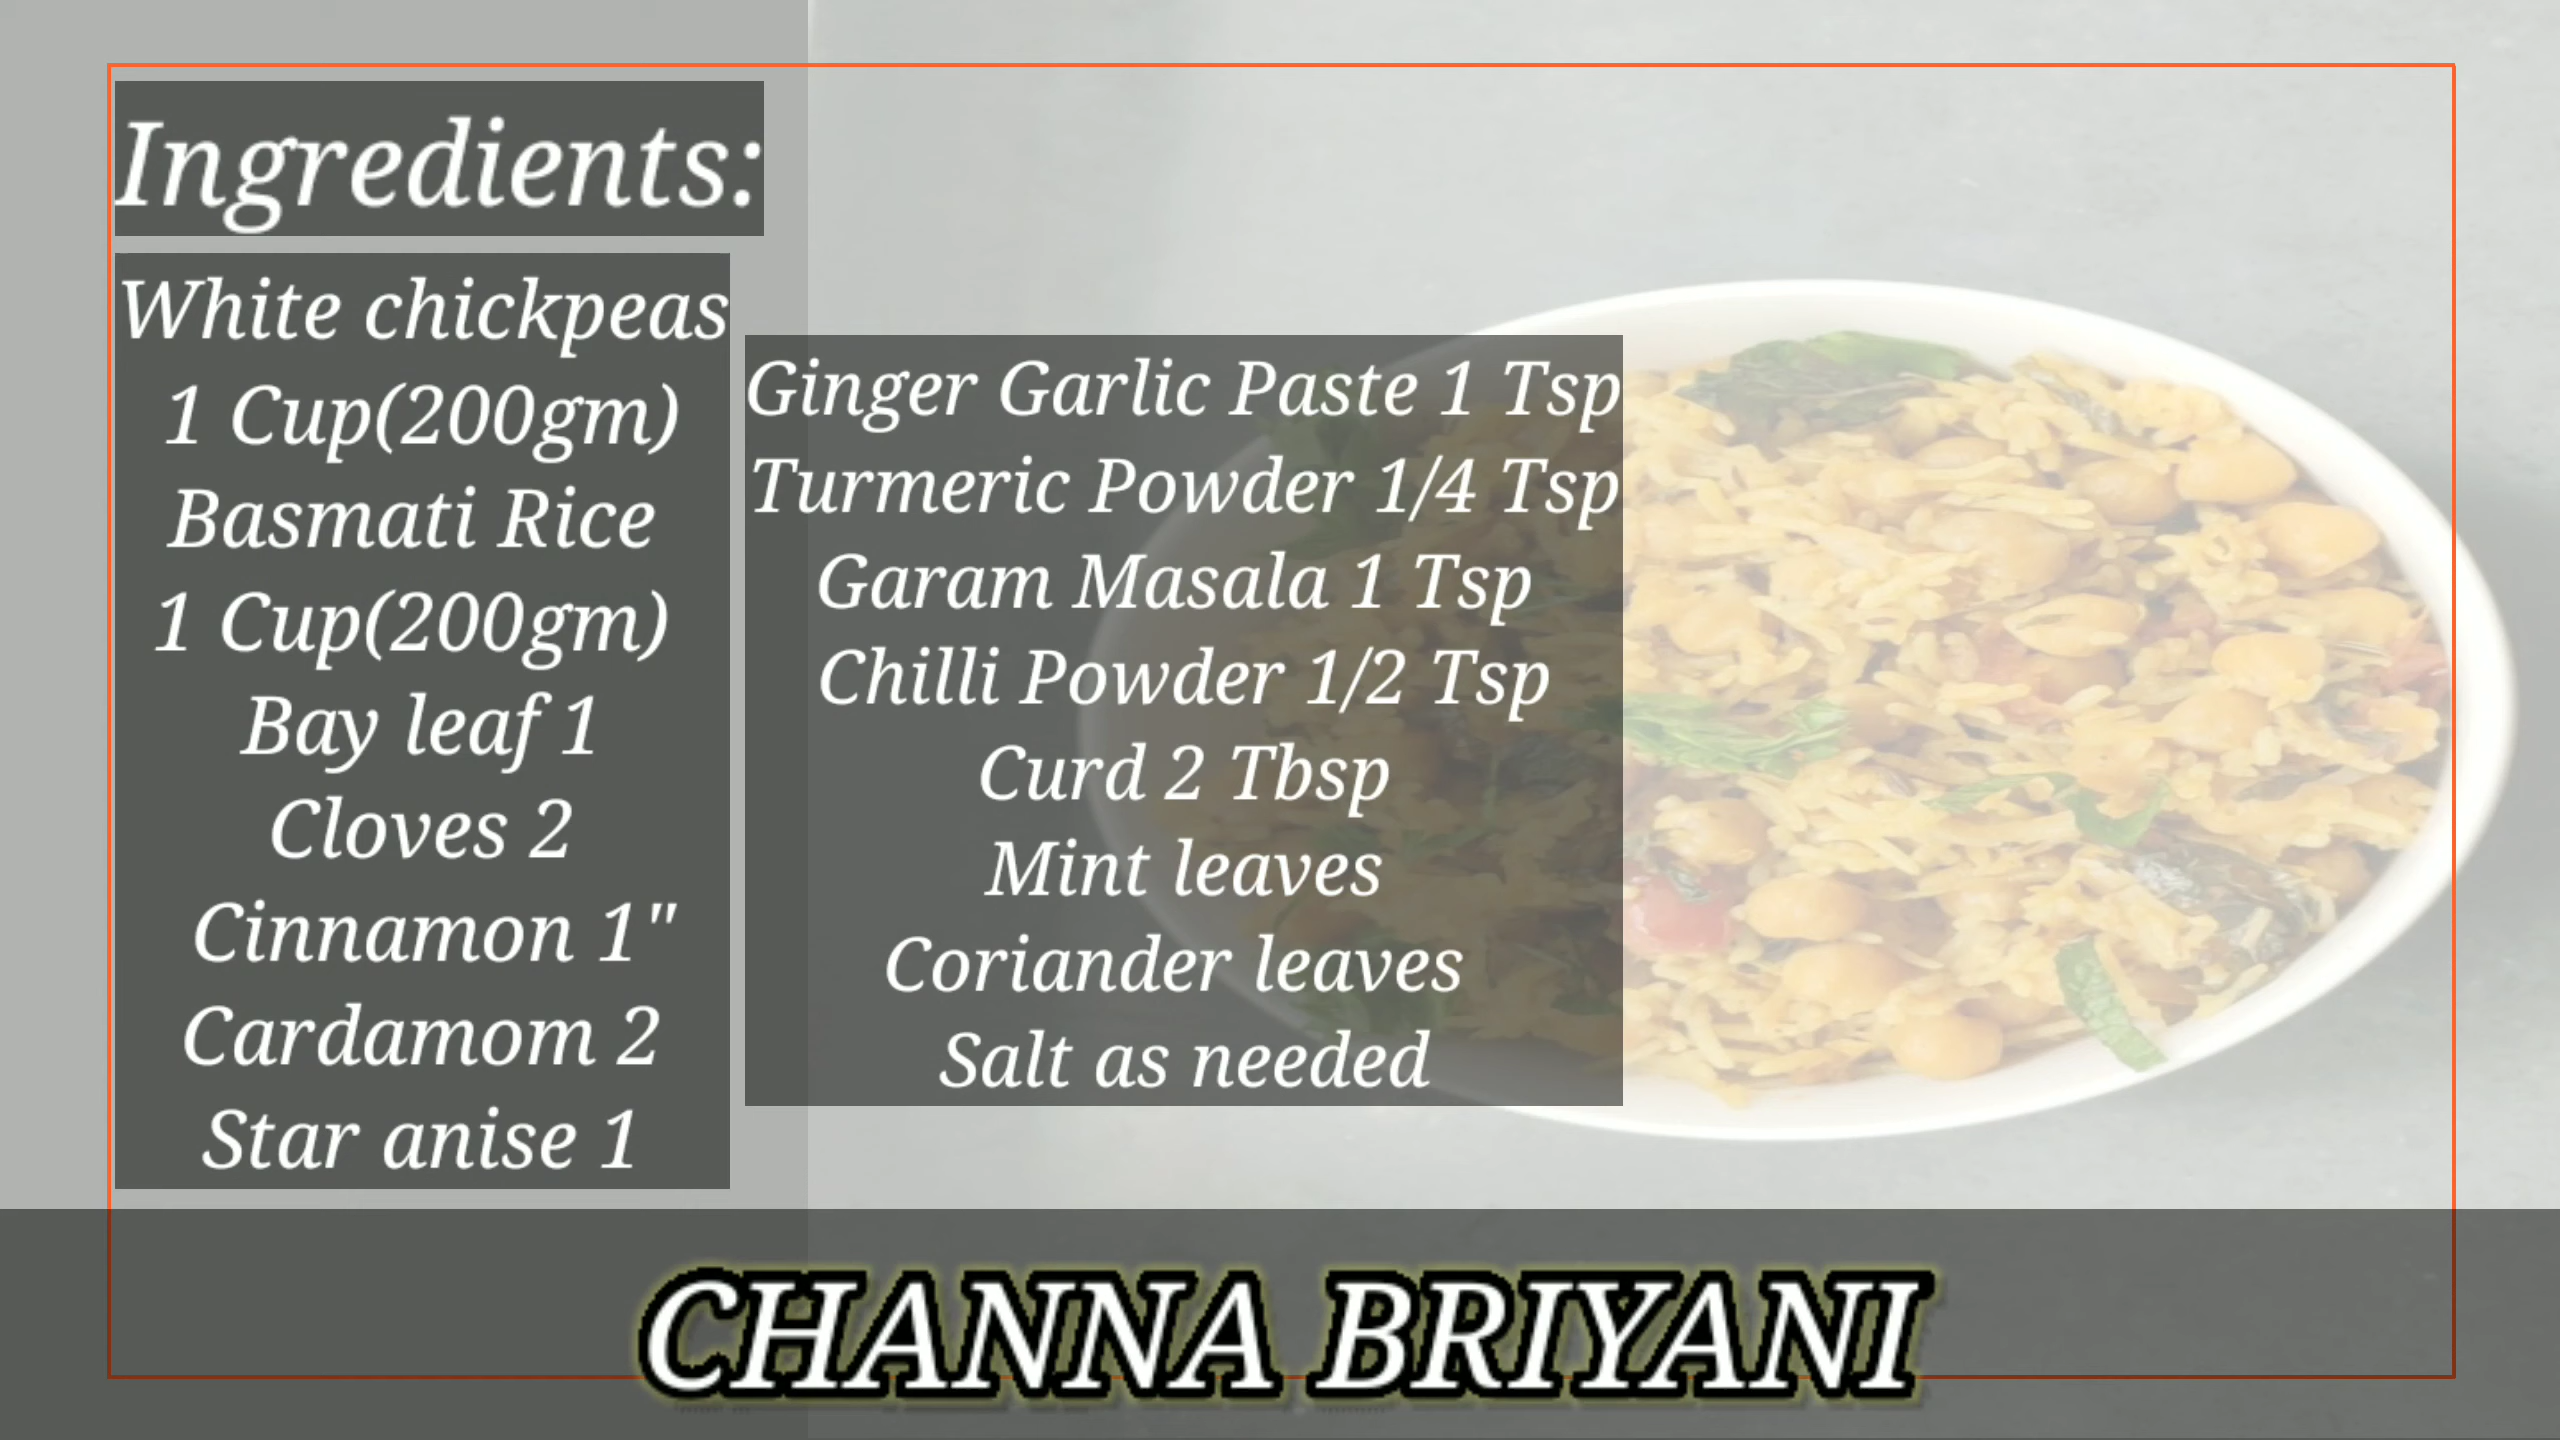 Ingredients:
White chickpeas
1 Cup(200gm)
Basmati Rice
1 Cup(200gm)
Bay leaf 1
Cloves 2
Cinnamon 1"
Cardamom 2
Star anise 1
Ginger Garlic Paste 1 Tsp
Turmeric Powder 1/4 Tsp
Garam Masala 1 Tsp
Chilli Powder 1/2 Tsp
Curd 2 Tbsp
Mint leaves
Coriander leaves
Salt as needed
CHANNA BRIYANI